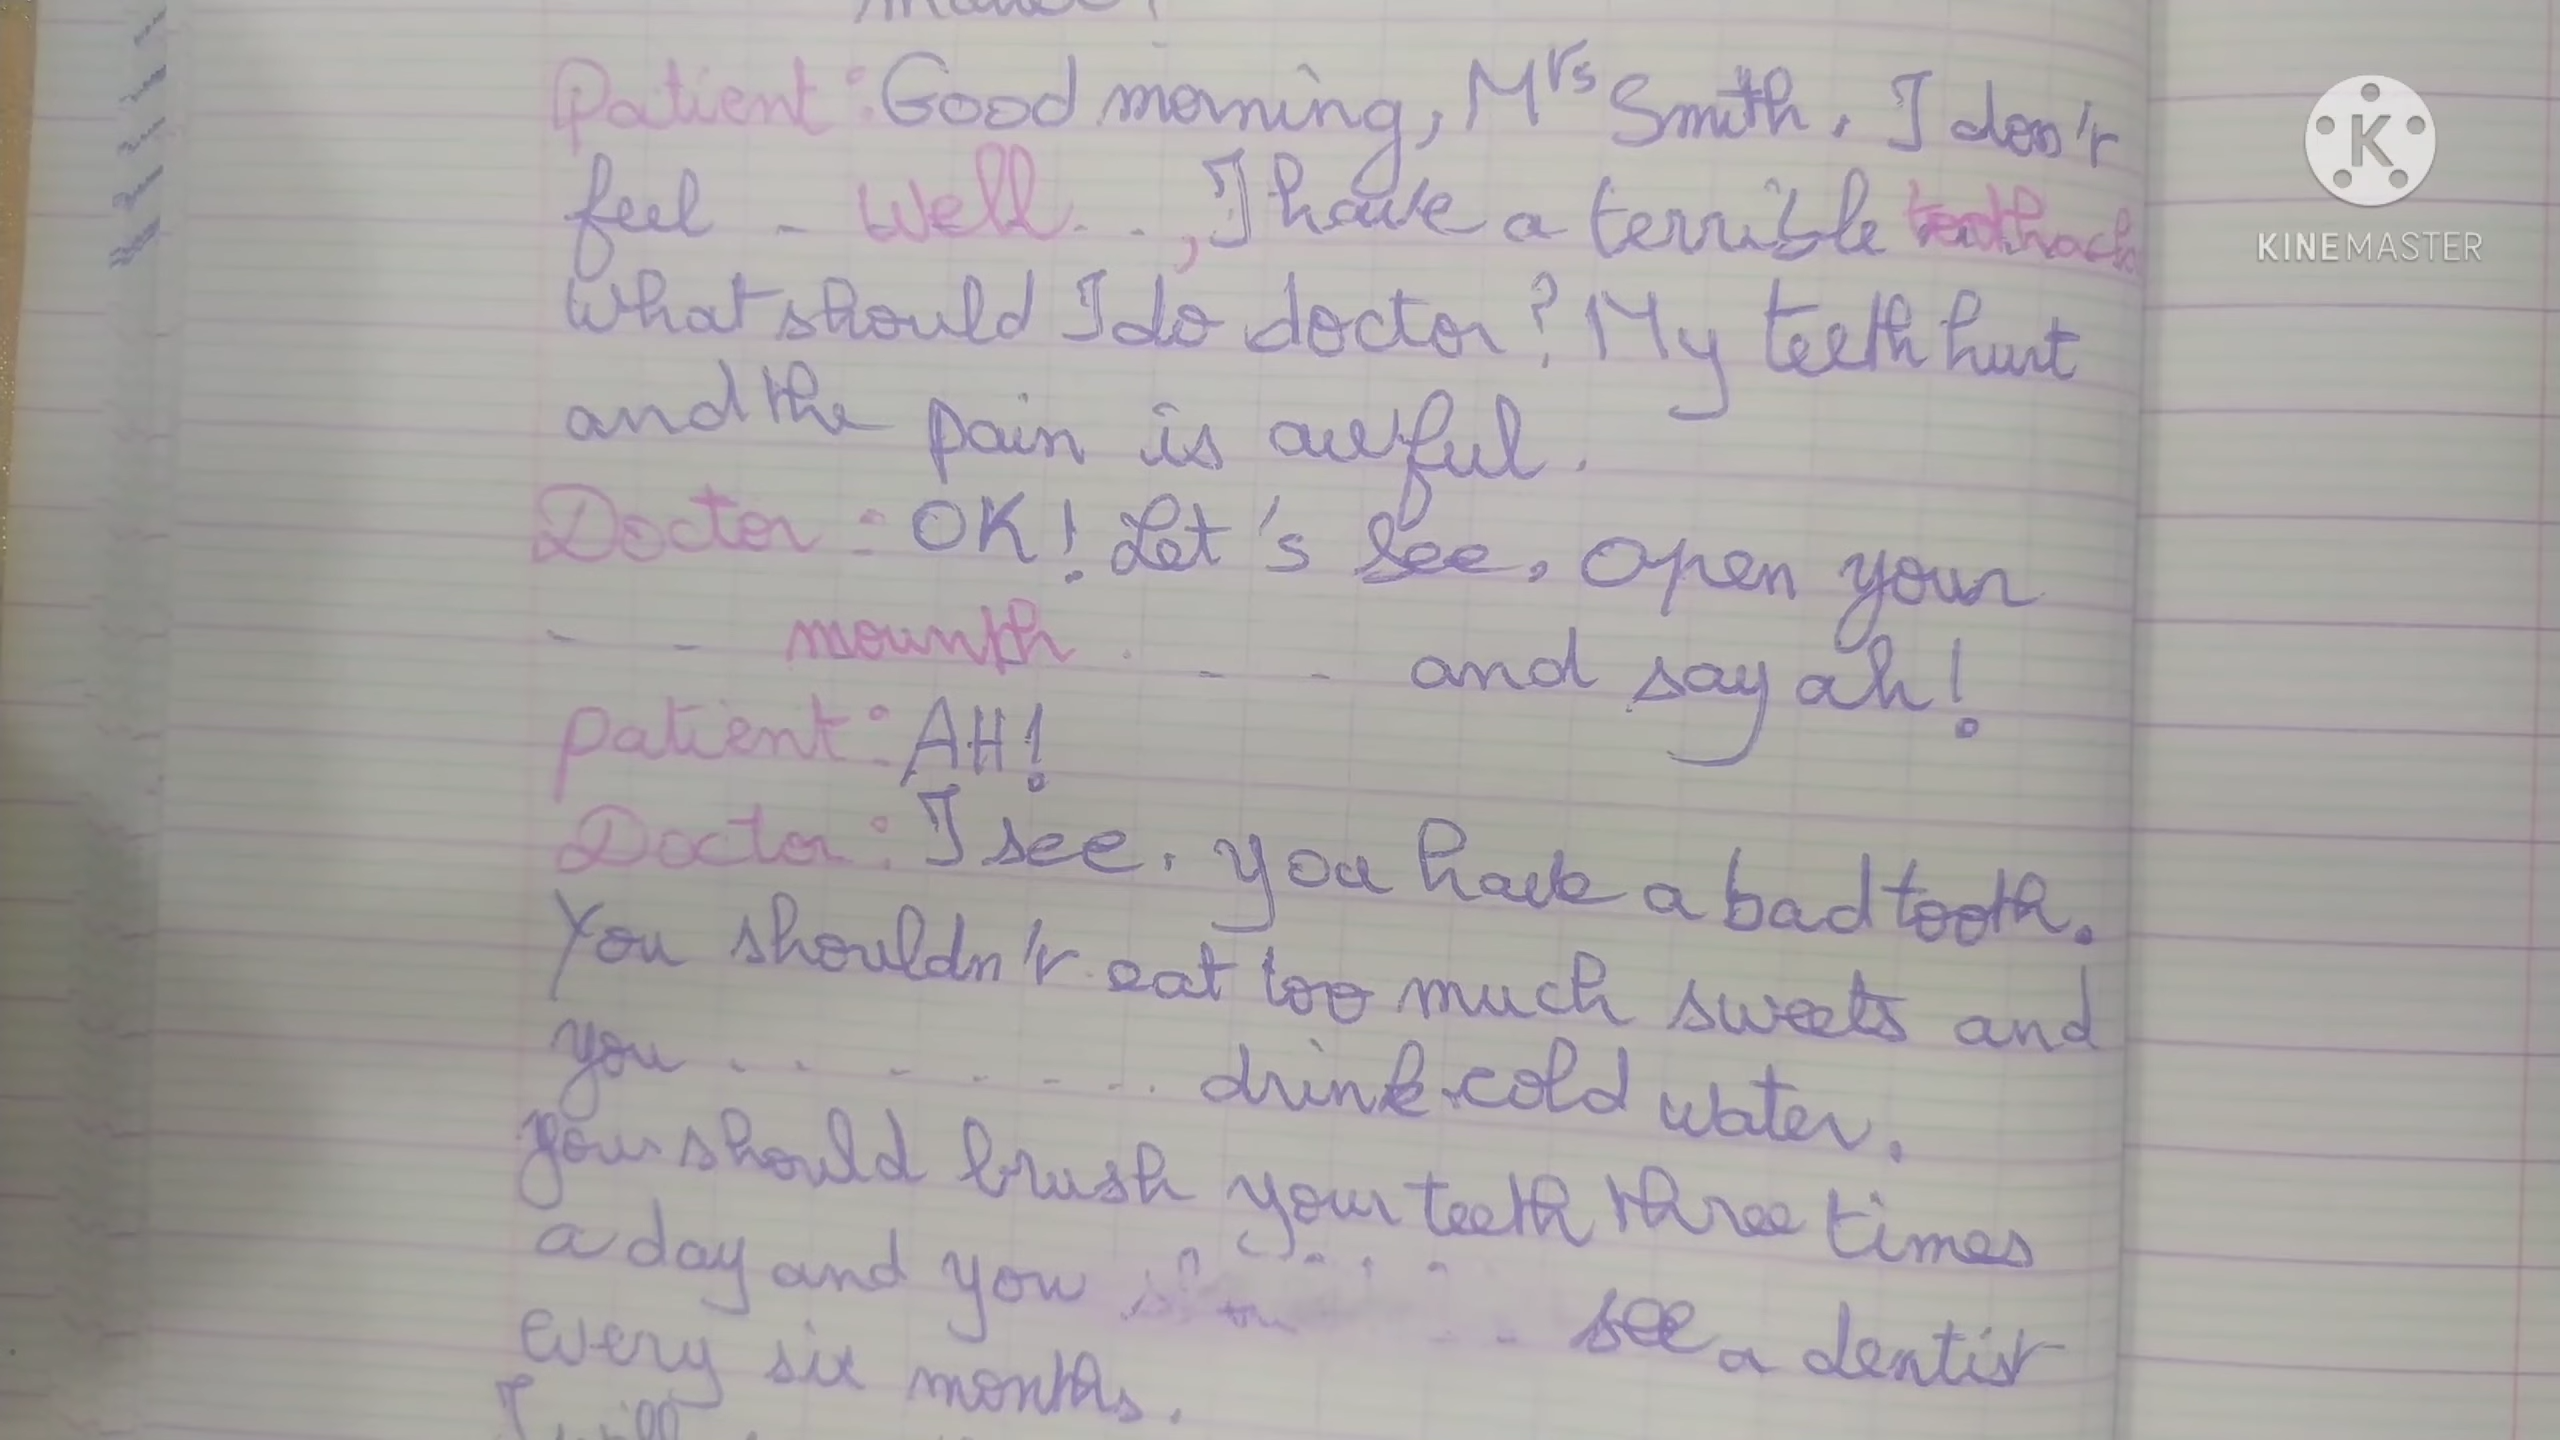 Patient: Good morning, Mrs Smith. I don't
feel - well - . . , I have a terrible
What should I do doctor? My teeth hurt
and the pain is awful.
Doctor: OK! Let's see. Open your
- - mounth . - - and say ah!
patient: AH!
Doctor: I see. you have a bad tooth.
You shouldn't eat too much sweets and
you . . . . . . . . drink cold water.
you should brush your teeth three times
a day and you . . . . see a dentist
every six months.
I will
K
KINEMASTER